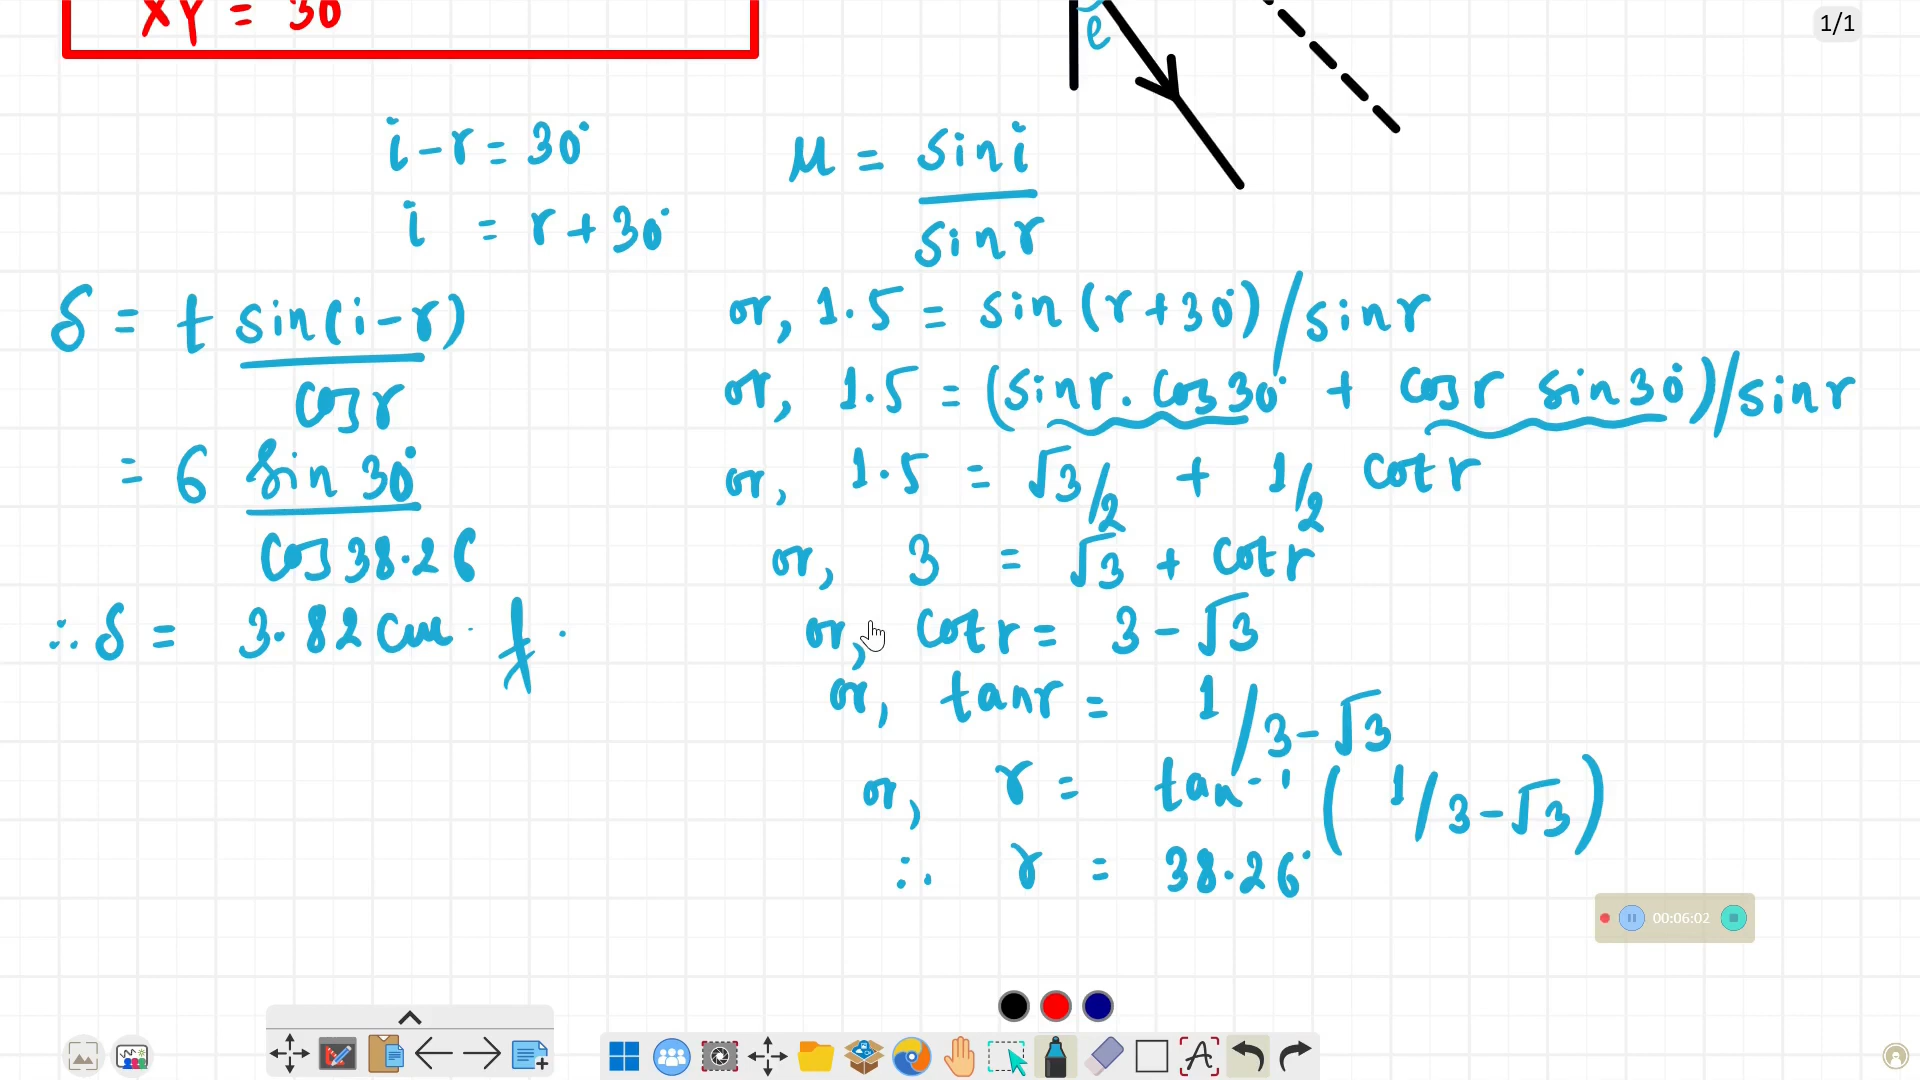 XY = 30
1/1
e
i - r = 30°
i = r + 30°
δ = t sin(i-r)
cos r
= 6 sin 30°
cos 38.26
∴ δ = 3.82 cm.
μ = sin i
sin r
or, 1.5 = sin (r+30°) / sin r
or, 1.5 = (sin r. cos 30° + cos r sin 30°) / sin r
or, 1.5 = √3/2 + 1/2 cot r
or, 3 = √3 + cot r
or, cot r = 3 - √3
or, tan r = 1/3-√3
or, r = tan-1 (1/3-√3)
∴ r = 38.26°
00:06:02